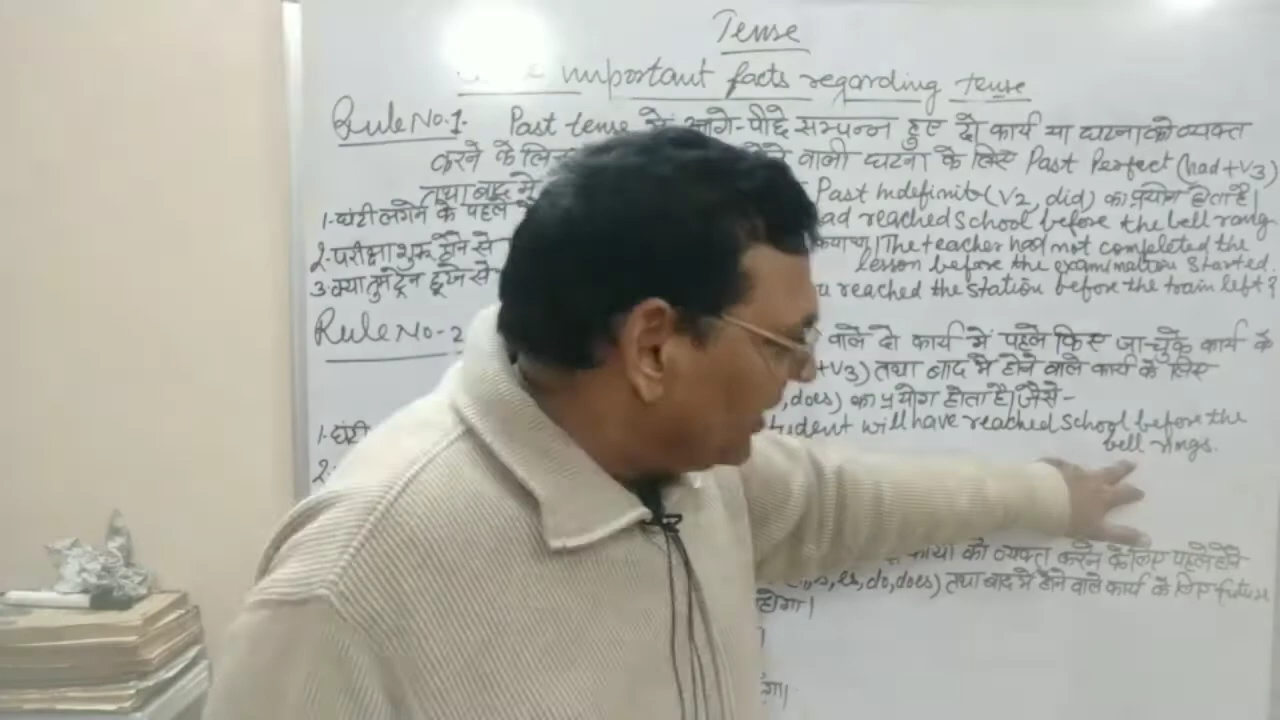 Tense
important facts regarding tense
Rule No-1. Past tense में आगे-पीछे सम्पन्न हुए दो कार्य या घटना को व्यक्त
करने के लिए वाली घटना के लिए Past Perfect (had+V3)
तथा बाद में Past Indefinit (V2, did) का प्रयोग होता है।
1. घंटी लगने के पहले had reached school before the bell rang
2. परीक्षा शुरू होने से The teacher had not completed the
lesson before the examination started.
3. क्या तुम ट्रेन छूटने से reached the station before the train left?
Rule No-2 वाले दो कार्य में पहले किए जा चुके कार्य के
+V3) तथा बाद में होने वाले कार्य के लिए
, does) का प्रयोग होता है। जैसे-
1. घंटी student will have reached school before the
bell rings.
2.
को व्यक्त करने के लिए पहले होने
es, do, does) तथा बाद में होने वाले कार्य के लिए future
होगा।